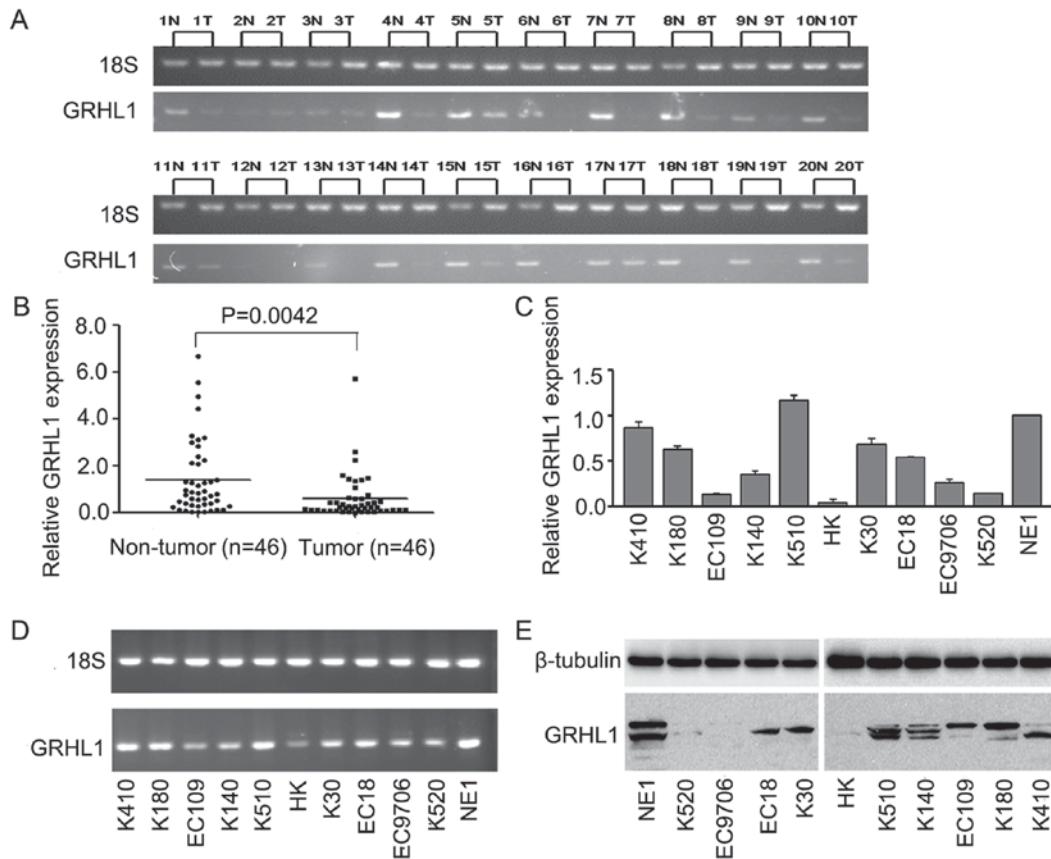 A
1N 1T 2N 2T 3N 3T 4N 4T 5N 5T 6N 6T 7N 7T 8N 8T 9N 9T 10N 10T
18S
GRHL1
11N 11T 12N 12T 13N 13T 14N 14T 15N 15T 16N 16T 17N 17T 18N 18T 19N 19T 20N 20T
18S
GRHL1
B
P=0.0042
Relative GRHL1 expression
8.0
6.0
4.0
2.0
0.0
Non-tumor (n=46) Tumor (n=46)
C
Relative GRHL1 expression
1.5
1.0
0.5
0.0
K410 K180 EC109 K140 K510 HK K30 EC18 EC9706 K520 NE1
D
18S
GRHL1
K410 K180 EC109 K140 K510 HK K30 EC18 EC9706 K520 NE1
E
β-tubulin
GRHL1
NE1 K520 EC9706 EC18 K30 HK K510 K140 EC109 K180 K410